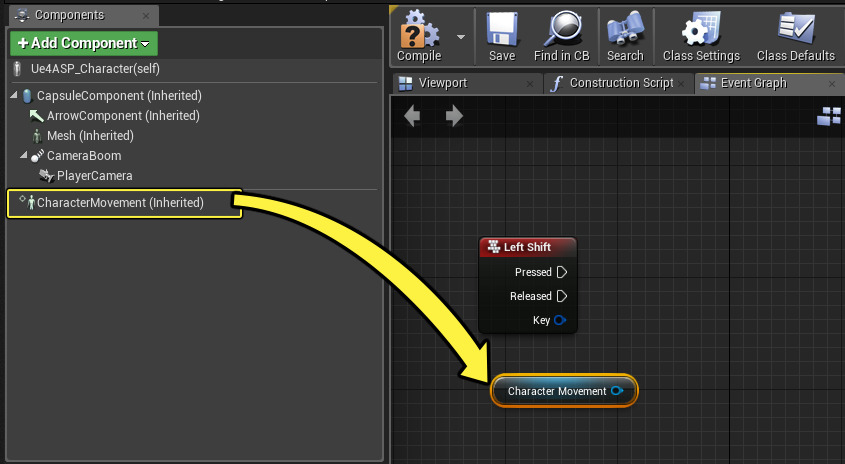 Components
+ Add Component
Ue4ASP_Character(self)
CapsuleComponent (Inherited)
ArrowComponent (Inherited)
Mesh (Inherited)
CameraBoom
PlayerCamera
CharacterMovement (Inherited)
Compile
Save
Find in CB
Search
Class Settings
Class Defaults
Viewport
Construction Script
Event Graph
Left Shift
Pressed
Released
Key
Character Movement